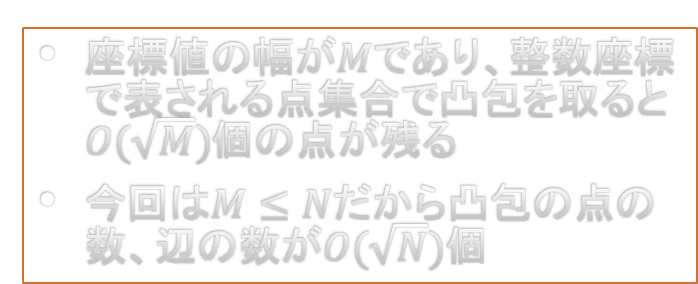 座標値の幅がMであり、整数座標
で表される点集合で凸包を取ると
O(√M)個の点が残る
今回はM ≤ Nだから凸包の点の
数、辺の数がO(√N)個